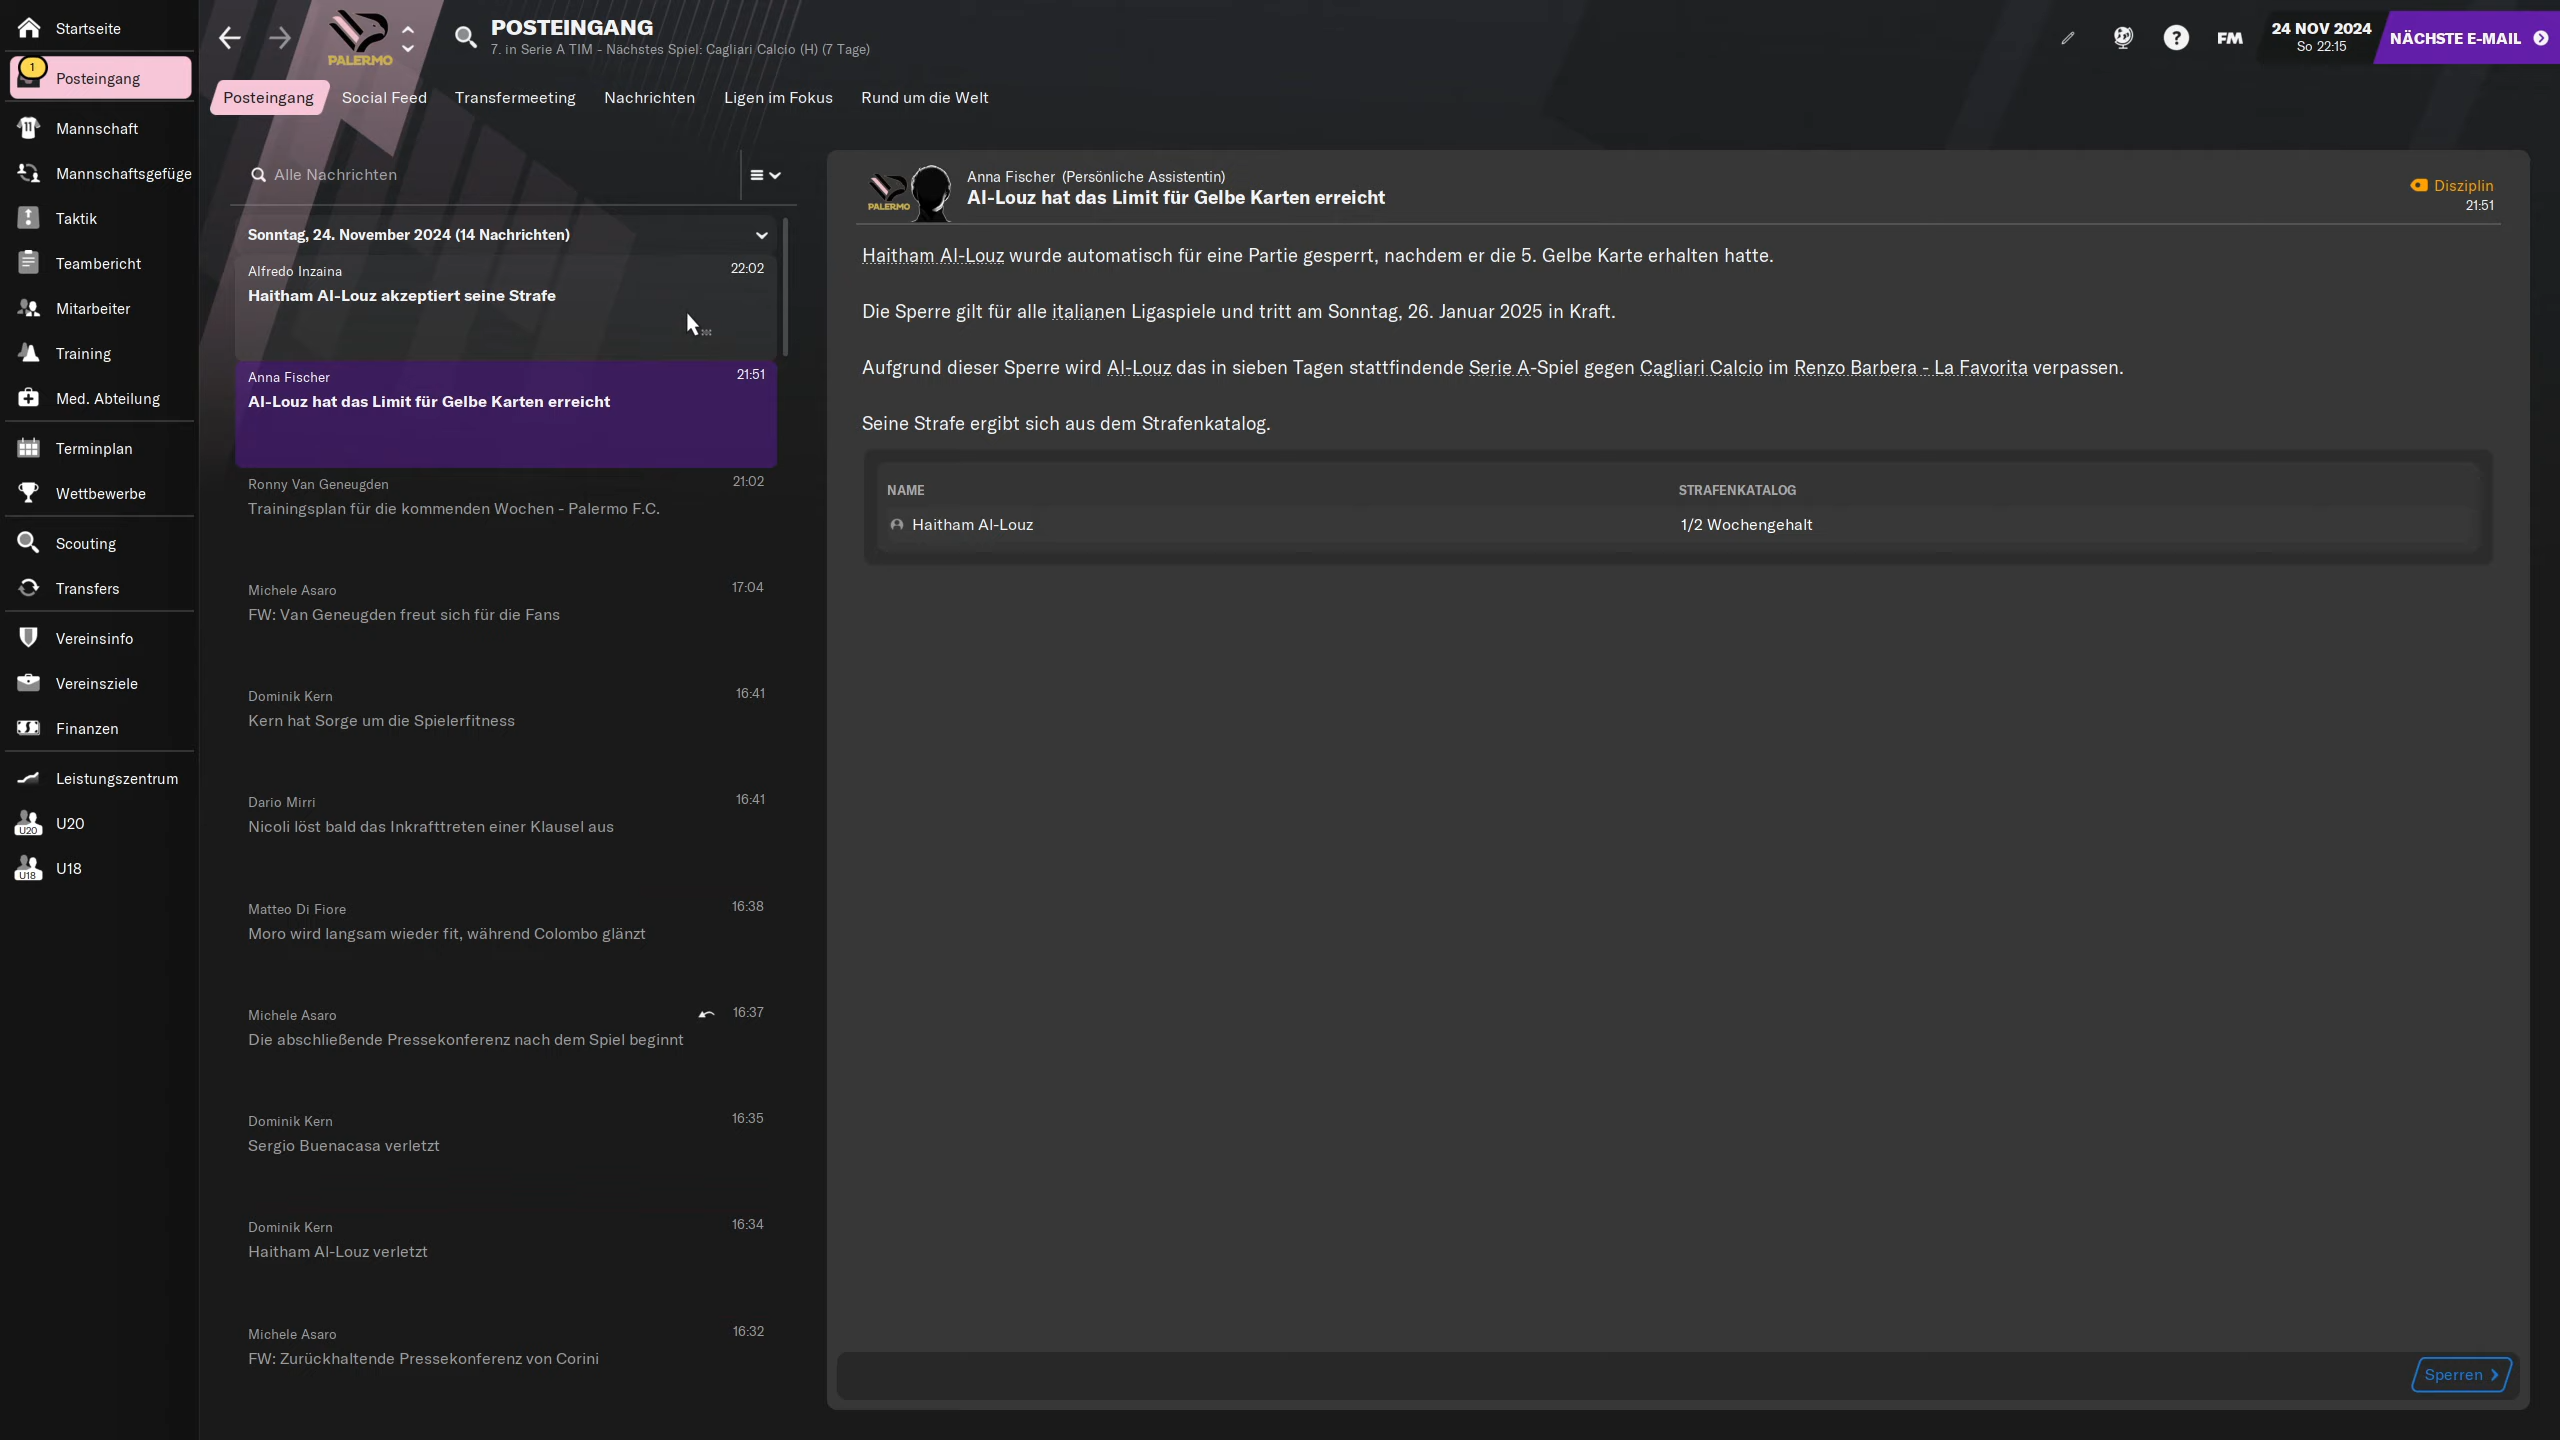 Startseite
1
Posteingang
Mannschaft
Mannschaftsgefüge
Taktik
Teambericht
Mitarbeiter
Training
Med. Abteilung
Terminplan
Wettbewerbe
Scouting
Transfers
Vereinsinfo
Vereinsziele
Finanzen
Leistungszentrum
U20 U20
U18 U18
PALERMO
POSTEINGANG
7. in Serie A TIM - Nächstes Spiel: Cagliari Calcio (H) (7 Tage)
FM
24 NOV 2024
So 22:15
NÄCHSTE E-MAIL
Posteingang Social Feed Transfermeeting Nachrichten Ligen im Fokus Rund um die Welt
Alle Nachrichten
Sonntag, 24. November 2024 (14 Nachrichten)
Alfredo Inzaina 22:02
Haitham Al-Louz akzeptiert seine Strafe
Anna Fischer 21:51
Al-Louz hat das Limit für Gelbe Karten erreicht
Ronny Van Geneugden 21:02
Trainingsplan für die kommenden Wochen - Palermo F.C.
Michele Asaro 17:04
FW: Van Geneugden freut sich für die Fans
Dominik Kern 16:41
Kern hat Sorge um die Spielerfitness
Dario Mirri 16:41
Nicoli löst bald das Inkrafttreten einer Klausel aus
Matteo Di Fiore 16:38
Moro wird langsam wieder fit, während Colombo glänzt
Michele Asaro 16:37
Die abschließende Pressekonferenz nach dem Spiel beginnt
Dominik Kern 16:35
Sergio Buenacasa verletzt
Dominik Kern 16:34
Haitham Al-Louz verletzt
Michele Asaro 16:32
FW: Zurückhaltende Pressekonferenz von Corini
PALERMO
Anna Fischer (Persönliche Assistentin)
Al-Louz hat das Limit für Gelbe Karten erreicht
Disziplin
21:51
Haitham Al-Louz wurde automatisch für eine Partie gesperrt, nachdem er die 5. Gelbe Karte erhalten hatte.
Die Sperre gilt für alle italianen Ligaspiele und tritt am Sonntag, 26. Januar 2025 in Kraft.
Aufgrund dieser Sperre wird Al-Louz das in sieben Tagen stattfindende Serie A-Spiel gegen Cagliari Calcio im Renzo Barbera - La Favorita verpassen.
Seine Strafe ergibt sich aus dem Strafenkatalog.
NAME STRAFENKATALOG
Haitham Al-Louz 1/2 Wochengehalt
Sperren